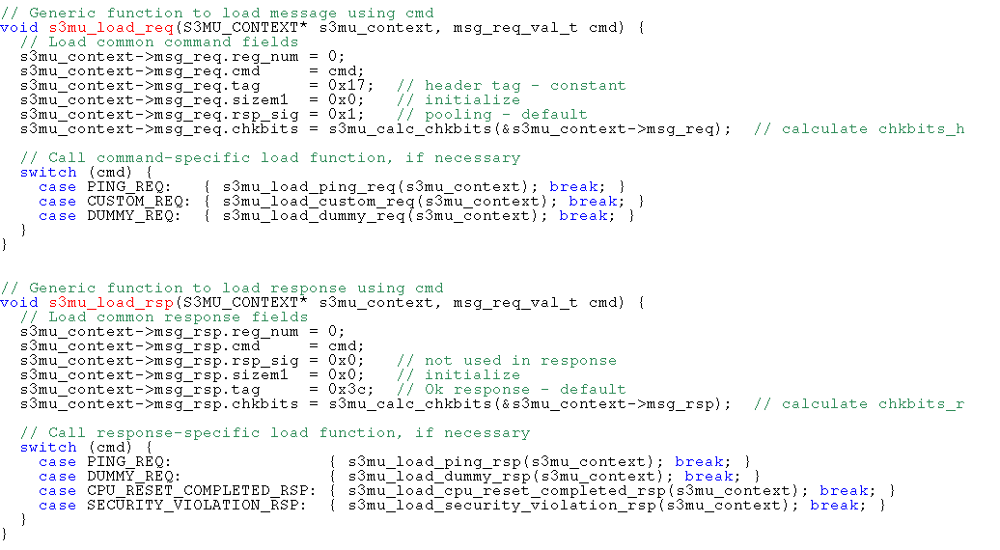 // Generic function to load message using cmd
void s3mu_load_req(S3MU_CONTEXT* s3mu_context, msg_req_val_t cmd) {
  // Load common command fields
  s3mu_context->msg_req.reg_num = 0;
  s3mu_context->msg_req.cmd     = cmd;
  s3mu_context->msg_req.tag     = 0x17;  // header tag - constant
  s3mu_context->msg_req.sizem1  = 0x0;   // initialize
  s3mu_context->msg_req.rsp_sig = 0x1;   // pooling - default
  s3mu_context->msg_req.chkbits = s3mu_calc_chkbits(&s3mu_context->msg_req);  // calculate chkbits_h

  // Call command-specific load function, if necessary
  switch (cmd) {
    case PING_REQ:   { s3mu_load_ping_req(s3mu_context); break; }
    case CUSTOM_REQ: { s3mu_load_custom_req(s3mu_context); break; }
    case DUMMY_REQ:  { s3mu_load_dummy_req(s3mu_context); break; }
  }
}


// Generic function to load response using cmd
void s3mu_load_rsp(S3MU_CONTEXT* s3mu_context, msg_req_val_t cmd) {
  // Load common response fields
  s3mu_context->msg_rsp.reg_num = 0;
  s3mu_context->msg_rsp.cmd     = cmd;
  s3mu_context->msg_rsp.rsp_sig = 0x0;   // not used in response
  s3mu_context->msg_rsp.sizem1  = 0x0;   // initialize
  s3mu_context->msg_rsp.tag     = 0x3c;  // Ok response - default
  s3mu_context->msg_rsp.chkbits = s3mu_calc_chkbits(&s3mu_context->msg_rsp);  // calculate chkbits_r

  // Call response-specific load function, if necessary
  switch (cmd) {
    case PING_REQ:                { s3mu_load_ping_rsp(s3mu_context); break; }
    case DUMMY_REQ:               { s3mu_load_dummy_rsp(s3mu_context); break; }
    case CPU_RESET_COMPLETED_RSP: { s3mu_load_cpu_reset_completed_rsp(s3mu_context); break; }
    case SECURITY_VIOLATION_RSP:  { s3mu_load_security_violation_rsp(s3mu_context); break; }
  }
}